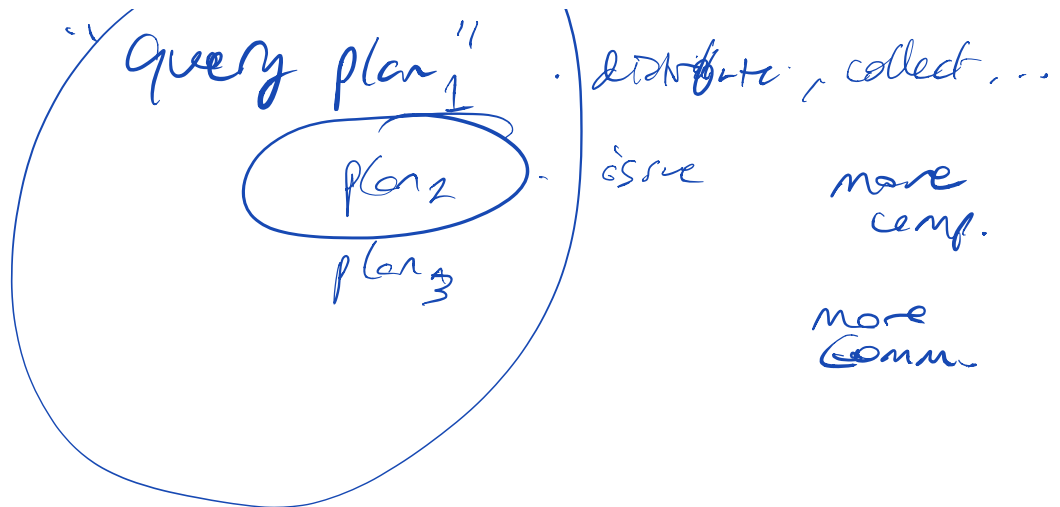 "query plan1" . distribute, collect, ...
plan2 . issue
more
comp.
plan3
more
comm.